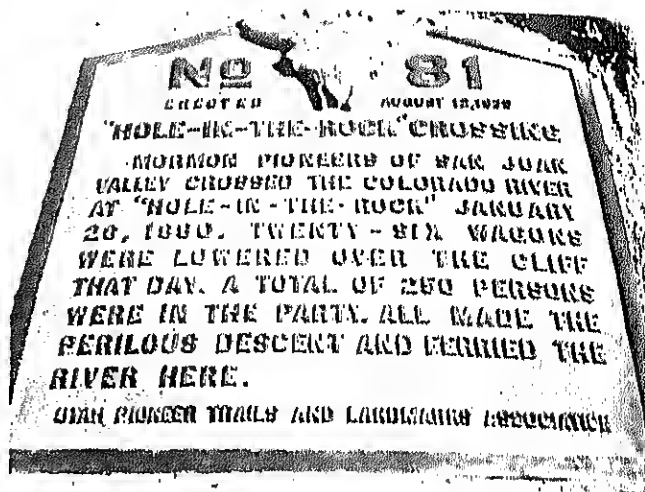 No 81
ERECTED AUGUST 1939
"HOLE-IN-THE-ROCK" CROSSING
MORMON PIONEERS OF SAN JUAN
VALLEY CROSSED THE COLORADO RIVER
AT "HOLE-IN-THE-ROCK" JANUARY
26, 1880. TWENTY-SIX WAGONS
WERE LOWERED OVER THE CLIFF
THAT DAY. A TOTAL OF 250 PERSONS
WERE IN THE PARTY. ALL MADE THE
PERILOUS DESCENT AND FERRIED THE
RIVER HERE.
UTAH PIONEER TRAILS AND LANDMARKS ASSOCIATION